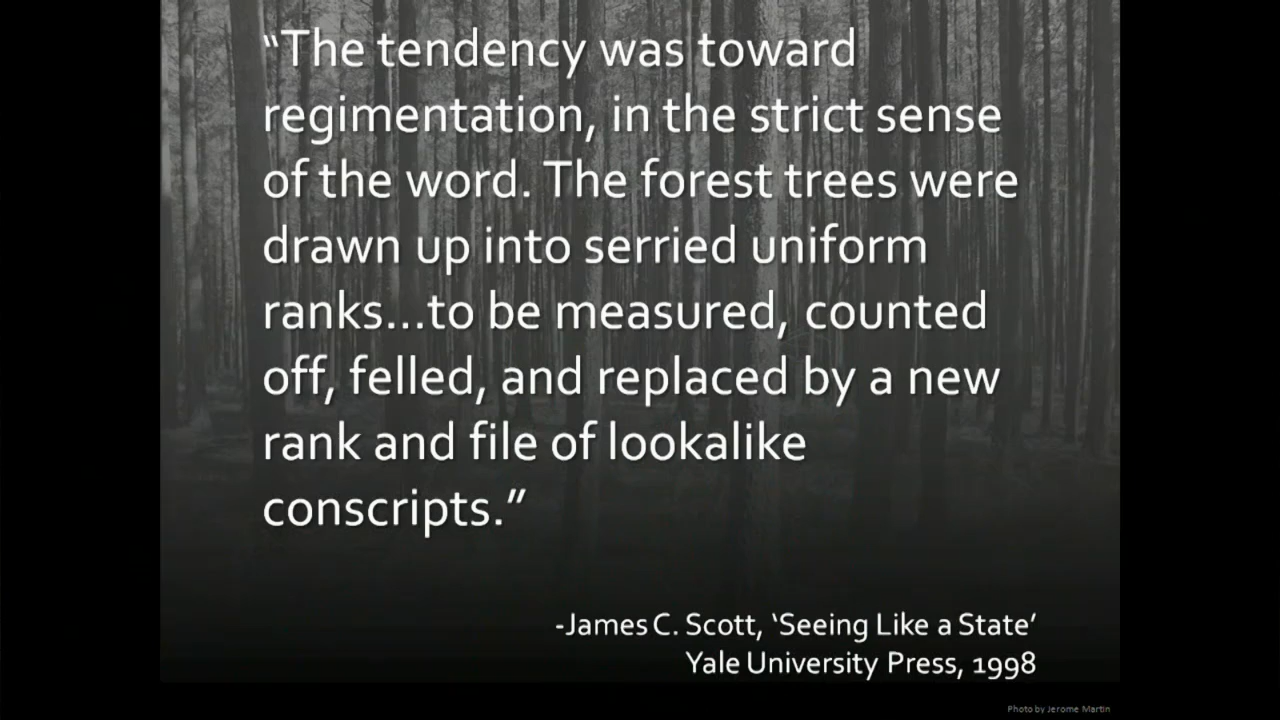 “The tendency was toward
regimentation, in the strict sense
of the word. The forest trees were
drawn up into serried uniform
ranks...to be measured, counted
off, felled, and replaced by a new
rank and file of lookalike
conscripts.”
-James C. Scott, ‘Seeing Like a State’
Yale University Press, 1998
Photo by Jerome Martin